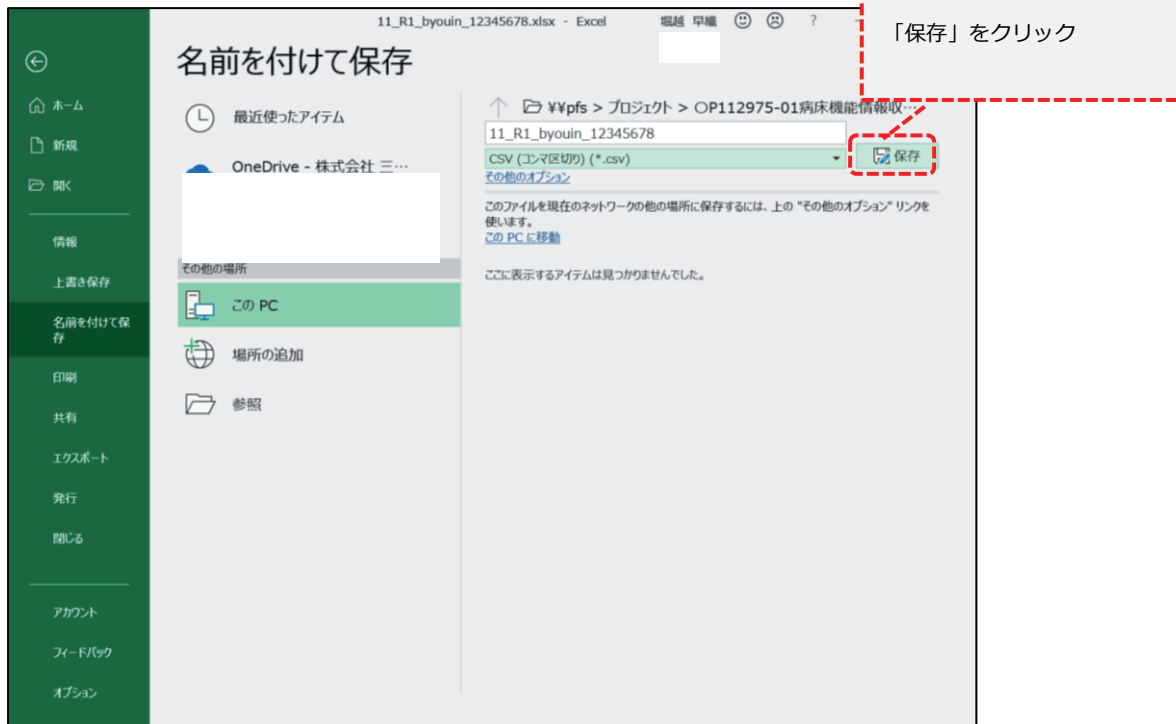 11_R1_byouin_12345678.xlsx - Excel
堀越 早織
?
「保存」をクリック
名前を付けて保存
ホーム
新規
開く
情報
上書き保存
名前を付けて保
存
印刷
共有
エクスポート
発行
閉じる
アカウント
フィードバック
オプション
最近使ったアイテム
OneDrive - 株式会社 三…
その他の場所
この PC
場所の追加
参照
¥¥pfs > プロジェクト > OP112975-01病床機能情報収…
11_R1_byouin_12345678
CSV (コンマ区切り) (*.csv)
保存
その他のオプション
このファイルを現在のネットワークの他の場所に保存するには、上の "その他のオプション" リンクを
使います。
この PC に移動
ここに表示するアイテムは見つかりませんでした。